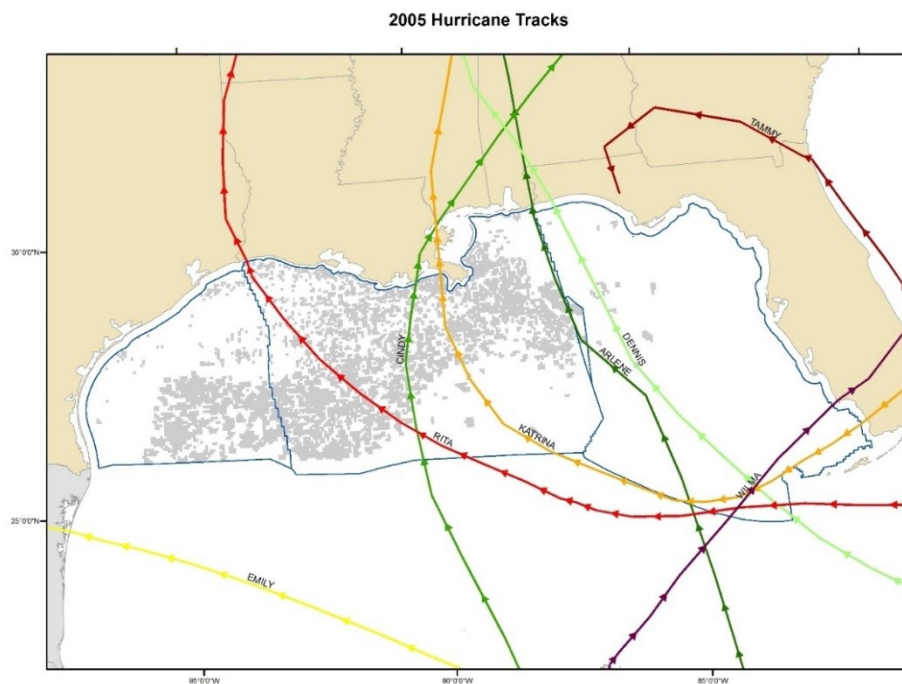 2005 Hurricane Tracks
TAMMY
30°0'0"N
CINDY
DENNIS
ARLENE
RITA
KATRINA
WILMA
25°0'0"N
EMILY
95°0'0"W
90°0'0"W
85°0'0"W